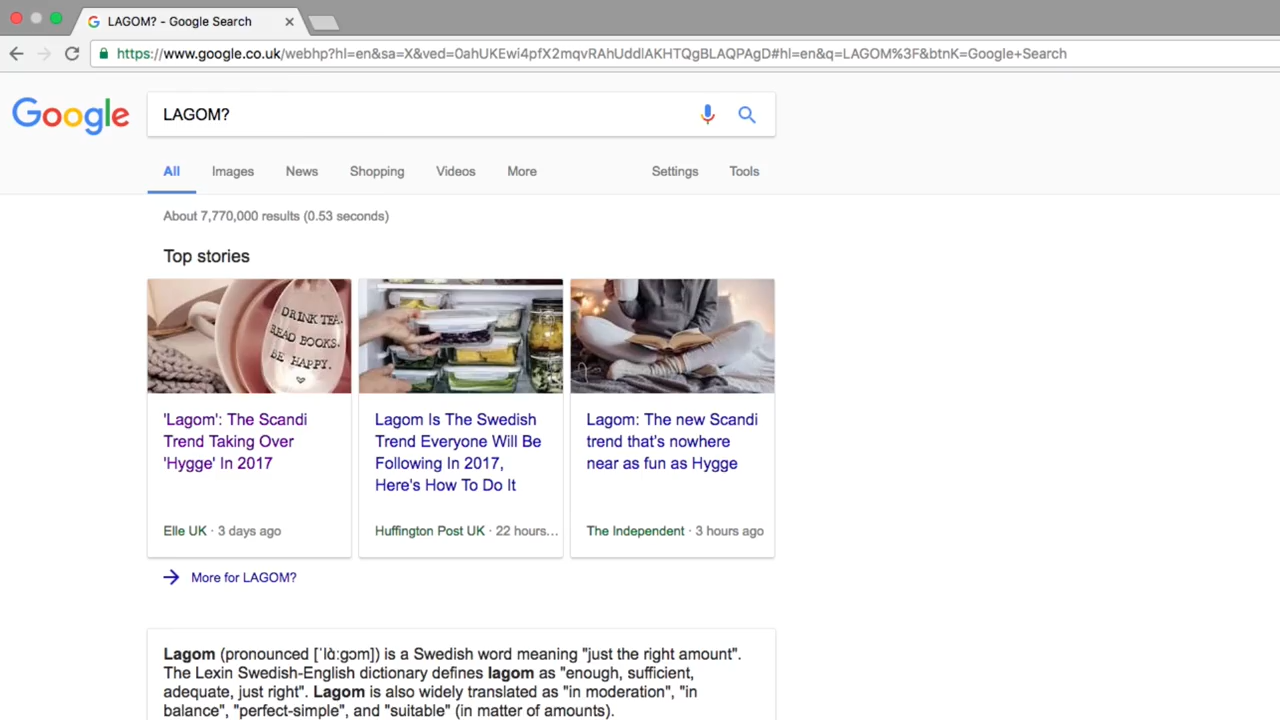 LAGOM? - Google Search
https://www.google.co.uk/webhp?hl=en&sa=X&ved=0ahUKEwi4pfX2mqvRAhUddlAKHTQgBLAQPAgD#hl=en&q=LAGOM%3F&btnK=Google+Search
Google LAGOM?
All Images News Shopping Videos More Settings Tools
About 7,770,000 results (0.53 seconds)
Top stories
DRINK TEA.
READ BOOKS.
BE HAPPY.
'Lagom': The Scandi
Trend Taking Over
'Hygge' In 2017
Elle UK · 3 days ago
Lagom Is The Swedish
Trend Everyone Will Be
Following In 2017,
Here's How To Do It
Huffington Post UK · 22 hours...
Lagom: The new Scandi
trend that's nowhere
near as fun as Hygge
The Independent · 3 hours ago
More for LAGOM?
Lagom (pronounced [ˈlɑ̀ːɡɔm]) is a Swedish word meaning "just the right amount".
The Lexin Swedish-English dictionary defines lagom as "enough, sufficient,
adequate, just right". Lagom is also widely translated as "in moderation", "in
balance", "perfect-simple", and "suitable" (in matter of amounts).